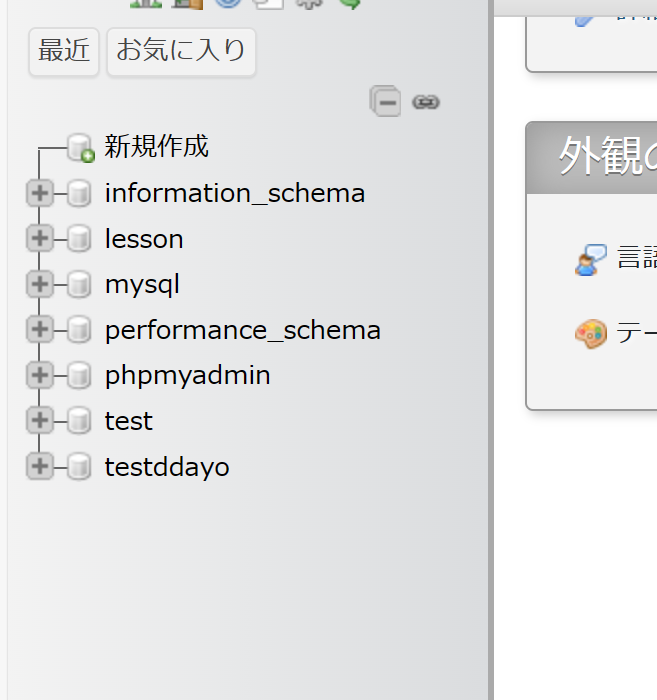 最近 お気に入り
新規作成
information_schema
lesson
mysql
performance_schema
phpmyadmin
test
testddayo
外観の
言語
テー